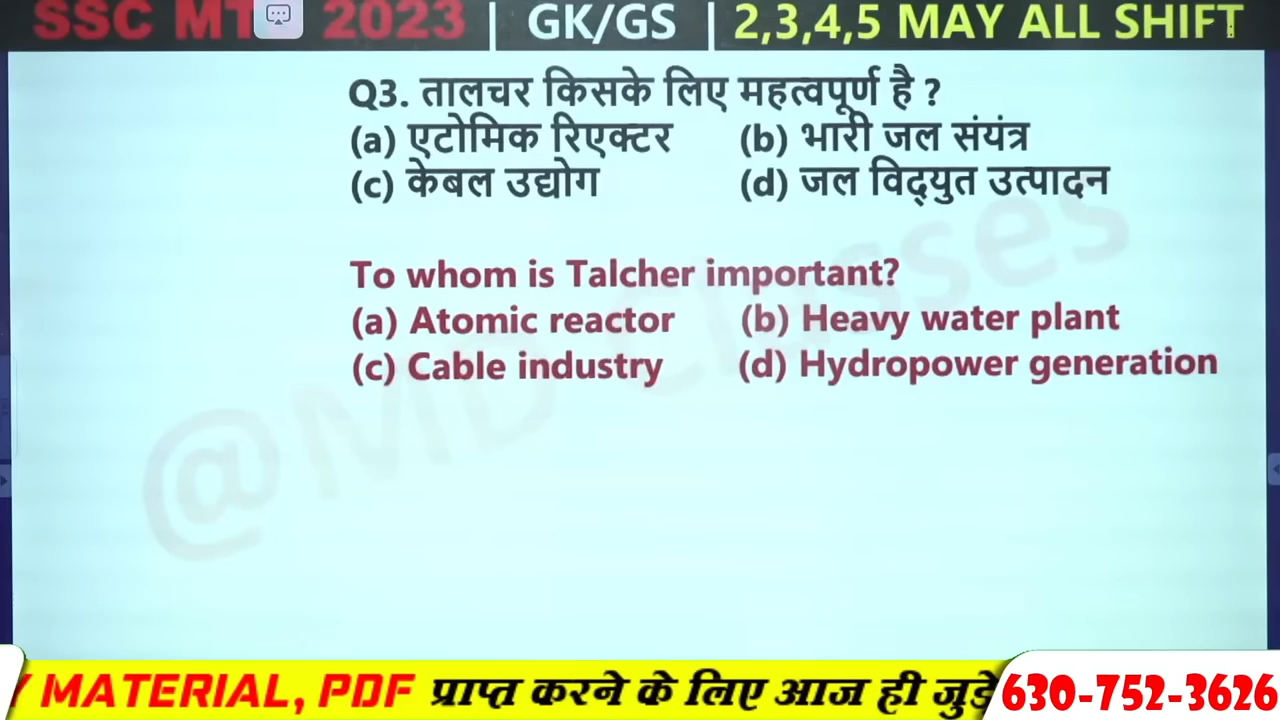 SSC MT 2023 | GK/GS | 2,3,4,5 MAY ALL SHIFT
Q3. तालचर किसके लिए महत्वपूर्ण है ?
(a) एटोमिक रिएक्टर (b) भारी जल संयंत्र
(c) केबल उद्योग (d) जल विद्युत उत्पादन
To whom is Talcher important?
(a) Atomic reactor (b) Heavy water plant
(c) Cable industry (d) Hydropower generation
@MD Classes
MATERIAL, PDF प्राप्त करने के लिए आज ही जुड़े 630-752-3626